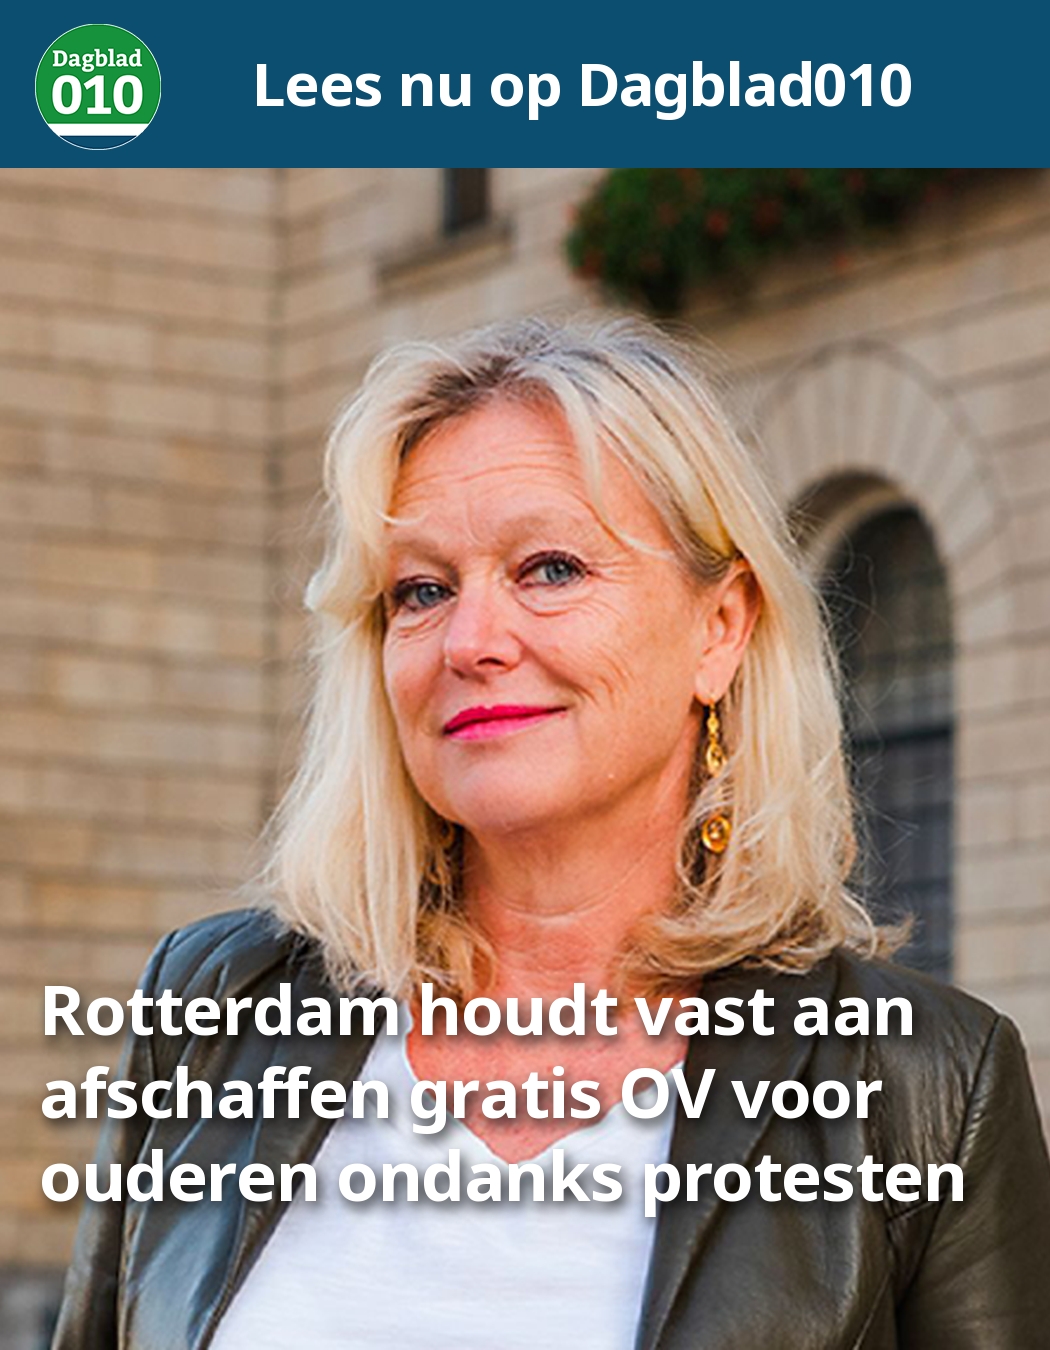 Dagblad
010
Lees nu op Dagblad010
Rotterdam houdt vast aan
afschaffen gratis OV voor
ouderen ondanks protesten